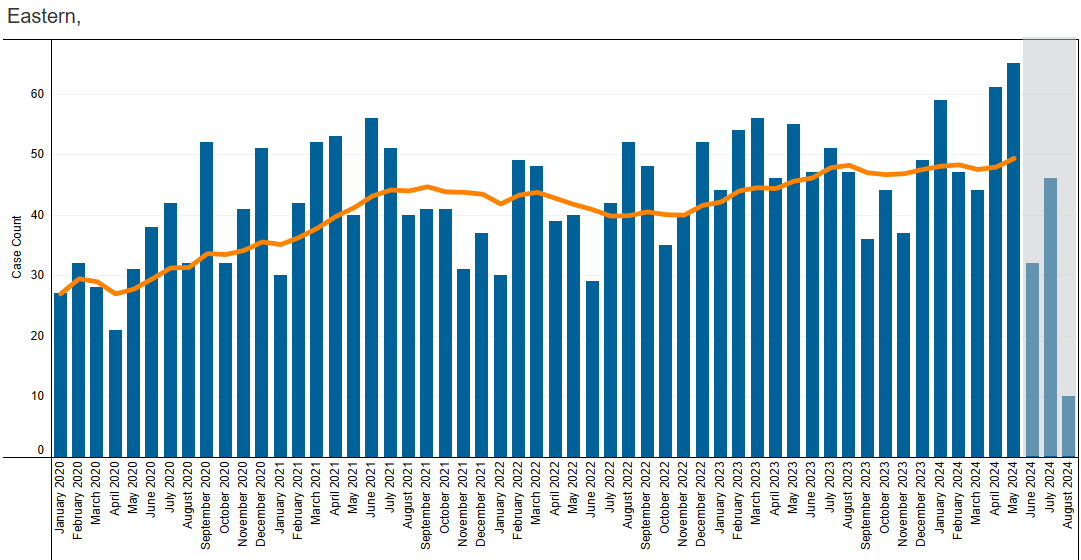 Eastern,
Case Count
60
50
40
30
20
10
0
January 2020
February 2020
March 2020
April 2020
May 2020
June 2020
July 2020
August 2020
September 2020
October 2020
November 2020
December 2020
January 2021
February 2021
March 2021
April 2021
May 2021
June 2021
July 2021
August 2021
September 2021
October 2021
November 2021
December 2021
January 2022
February 2022
March 2022
April 2022
May 2022
June 2022
July 2022
August 2022
September 2022
October 2022
November 2022
December 2022
January 2023
February 2023
March 2023
April 2023
May 2023
June 2023
July 2023
August 2023
September 2023
October 2023
November 2023
December 2023
January 2024
February 2024
March 2024
April 2024
May 2024
June 2024
July 2024
August 2024